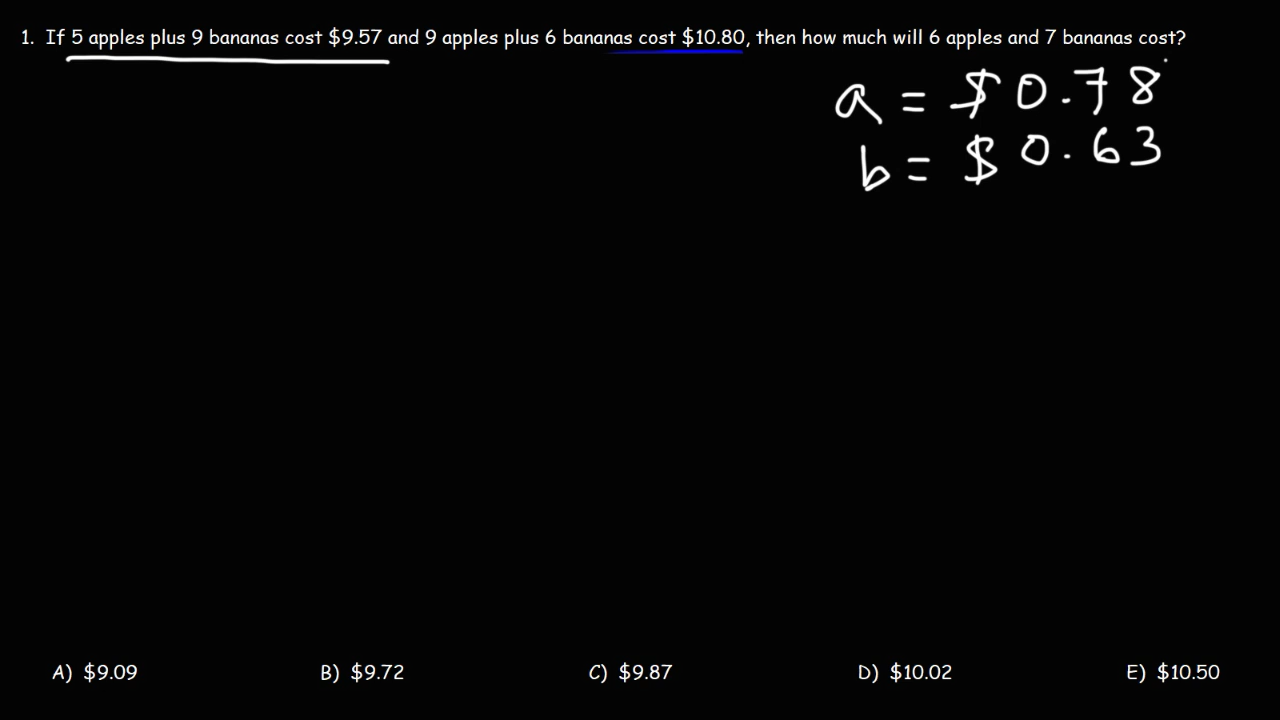 1. If 5 apples plus 9 bananas cost $9.57 and 9 apples plus 6 bananas cost $10.80, then how much will 6 apples and 7 bananas cost?
a = $0.78
b = $0.63
A) $9.09 B) $9.72 C) $9.87 D) $10.02 E) $10.50